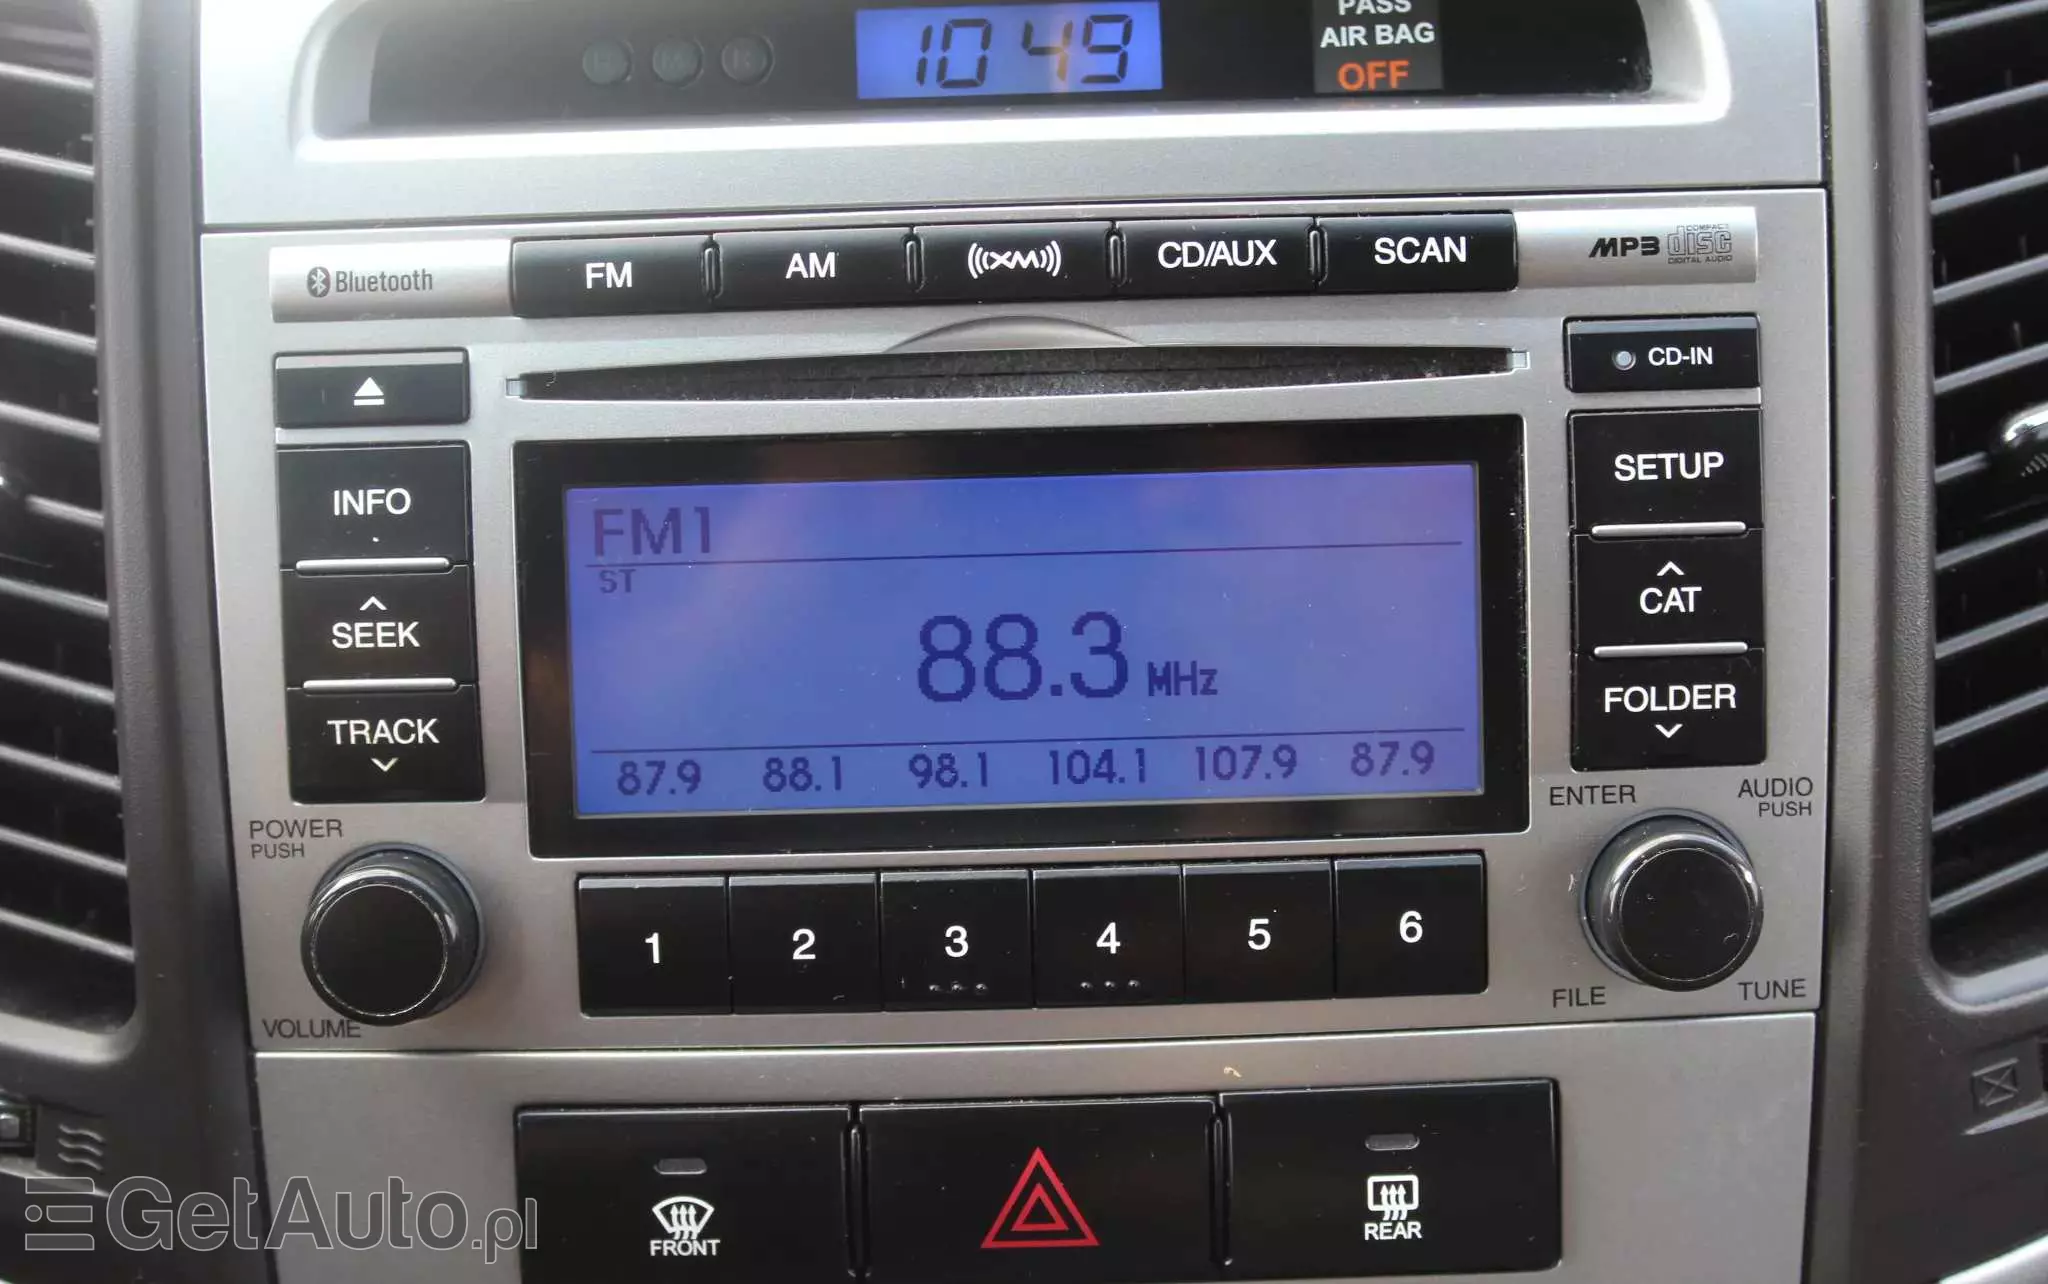 10 49
PASS
AIR BAG
OFF
Bluetooth
FM
AM
((XM))
CD/AUX
SCAN
MP3
COMPACT
disc
DIGITAL AUDIO
CD-IN
INFO
SEEK
TRACK
FM1
ST
88.3 MHz
87.9 88.1 98.1 104.1 107.9 87.9
SETUP
CAT
FOLDER
POWER
PUSH
VOLUME
1 2 3 4 5 6
ENTER
AUDIO
PUSH
FILE
TUNE
FRONT
REAR
GetAuto.pl